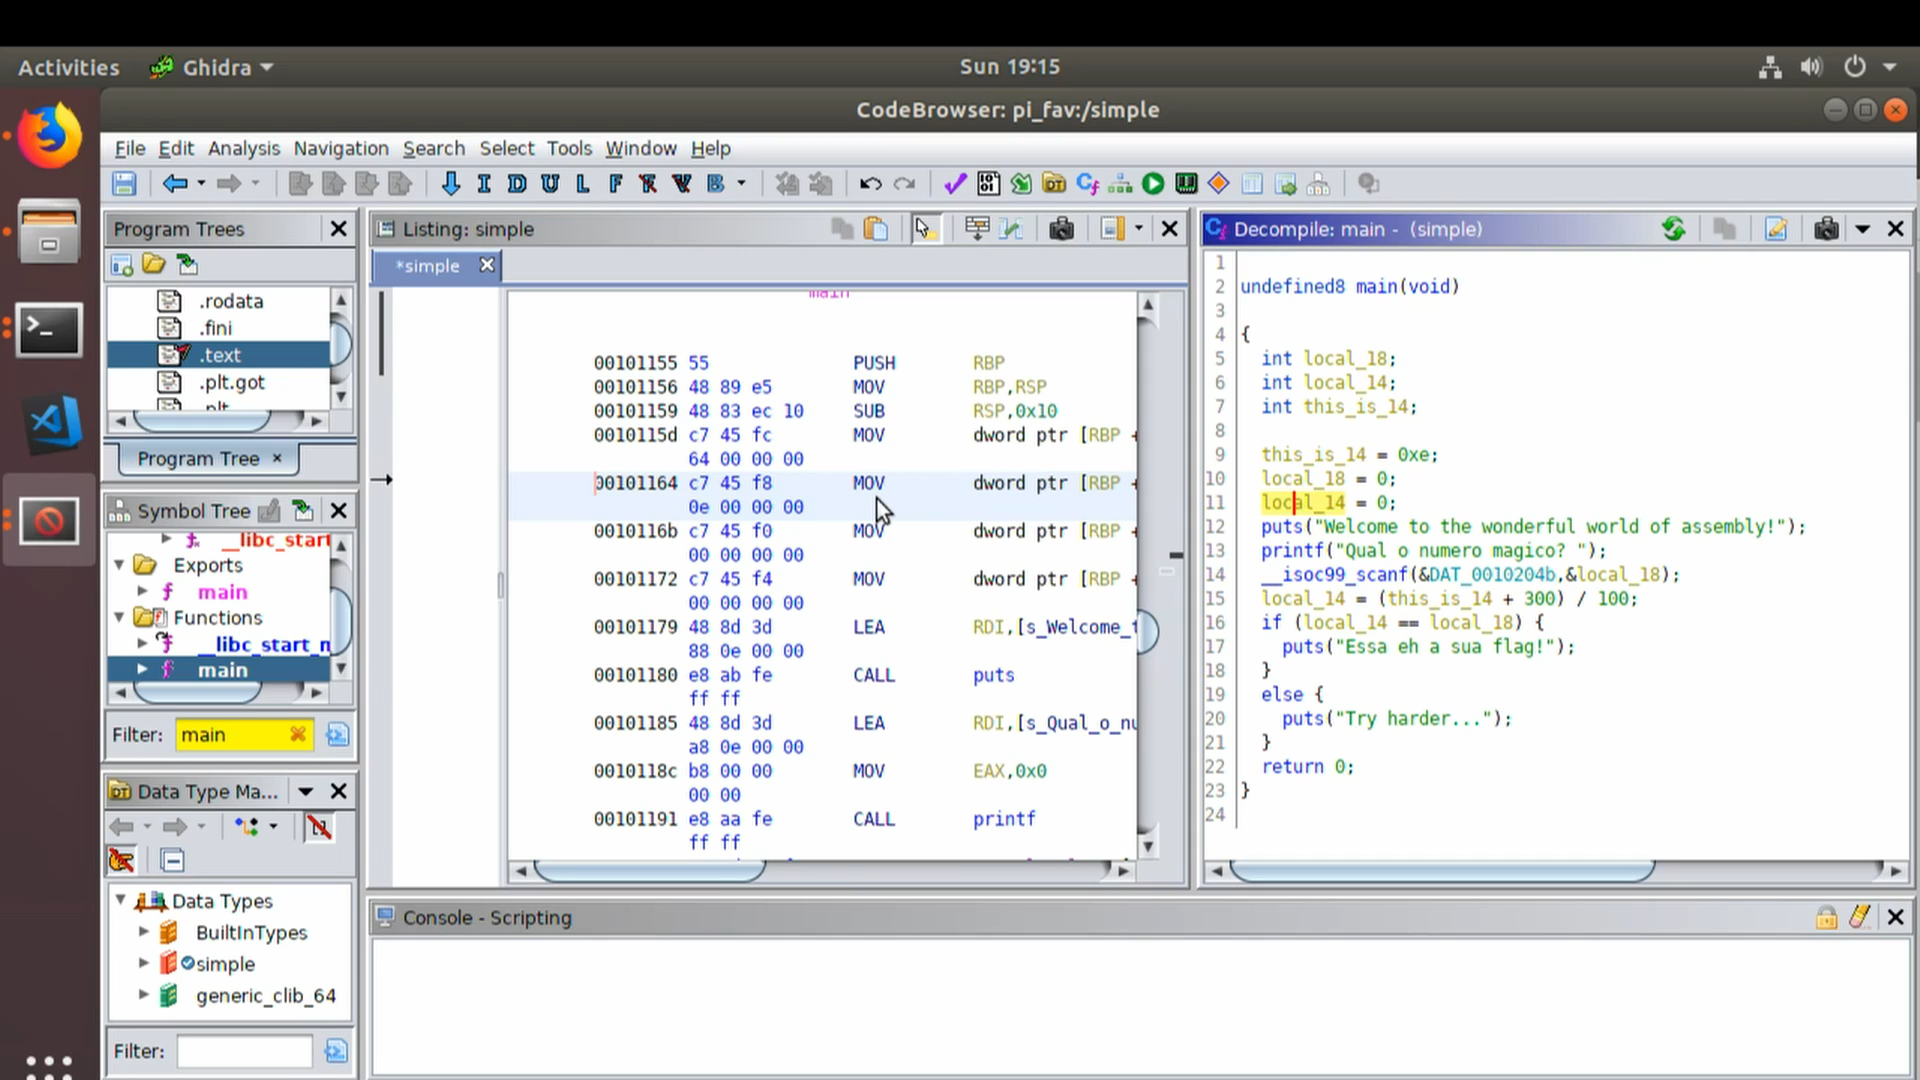 Activities
Ghidra
Sun 19:15
CodeBrowser: pi_fav:/simple
File Edit Analysis Navigation Search Select Tools Window Help
I D U L F B
Program Trees
.rodata
.fini
.text
.plt.got
.plt
Program Tree ×
Symbol Tree
__libc_start
Exports
f main
Functions
__libc_start_n
f main
Filter: main
Data Type Ma...
Data Types
BuiltInTypes
simple
generic_clib_64
Filter:
Listing: simple
*simple
main
00101155 55 PUSH RBP
00101156 48 89 e5 MOV RBP,RSP
00101159 48 83 ec 10 SUB RSP,0x10
0010115d c7 45 fc MOV dword ptr [RBP +
64 00 00 00
00101164 c7 45 f8 MOV dword ptr [RBP +
0e 00 00 00
0010116b c7 45 f0 MOV dword ptr [RBP +
00 00 00 00
00101172 c7 45 f4 MOV dword ptr [RBP +
00 00 00 00
00101179 48 8d 3d LEA RDI,[s_Welcome_t
88 0e 00 00
00101180 e8 ab fe CALL puts
ff ff
00101185 48 8d 3d LEA RDI,[s_Qual_o_nu
a8 0e 00 00
0010118c b8 00 00 MOV EAX,0x0
00 00
00101191 e8 aa fe CALL printf
ff ff
Decompile: main - (simple)
1
2 undefined8 main(void)
3
4 {
5 int local_18;
6 int local_14;
7 int this_is_14;
8
9 this_is_14 = 0xe;
10 local_18 = 0;
11 local_14 = 0;
12 puts("Welcome to the wonderful world of assembly!");
13 printf("Qual o numero magico? ");
14 __isoc99_scanf(&DAT_0010204b,&local_18);
15 local_14 = (this_is_14 + 300) / 100;
16 if (local_14 == local_18) {
17 puts("Essa eh a sua flag!");
18 }
19 else {
20 puts("Try harder...");
21 }
22 return 0;
23 }
24
Console - Scripting